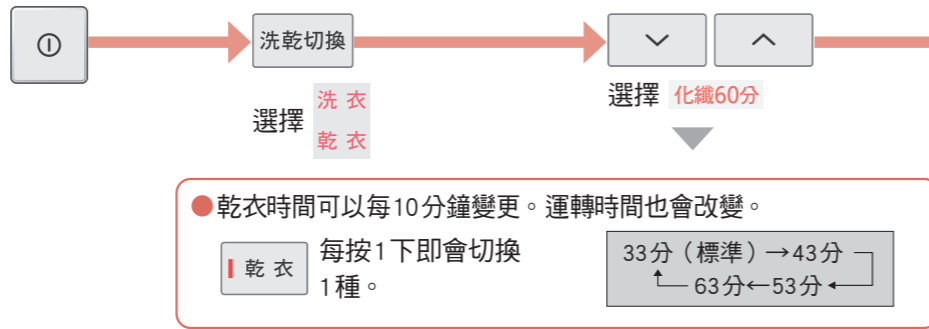 洗乾切換
選擇 洗衣
乾衣
選擇 化纖60分
●乾衣時間可以每10分鐘變更。運轉時間也會改變。
乾衣
每按1下即會切換
1種。
33分（標準）→43分
63分←53分